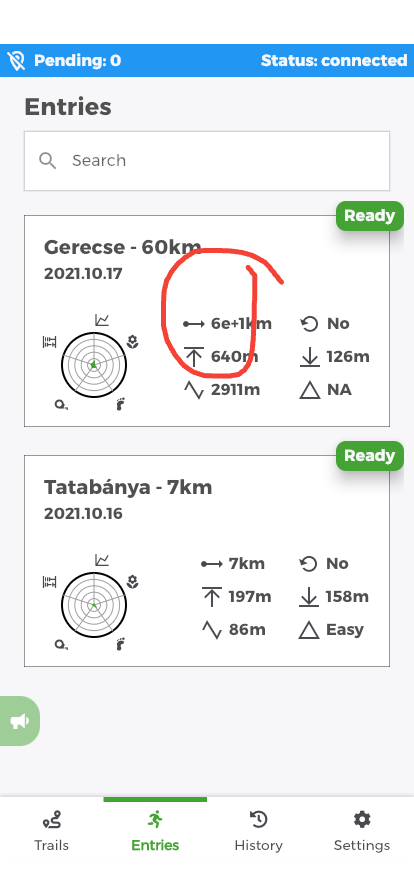 Pending: 0 Status: connected
Entries
Search
Ready
Gerecse - 60km
2021.10.17
6e+1km No
640m 126m
2911m NA
Ready
Tatabánya - 7km
2021.10.16
7km No
197m 158m
86m Easy
Trails Entries History Settings